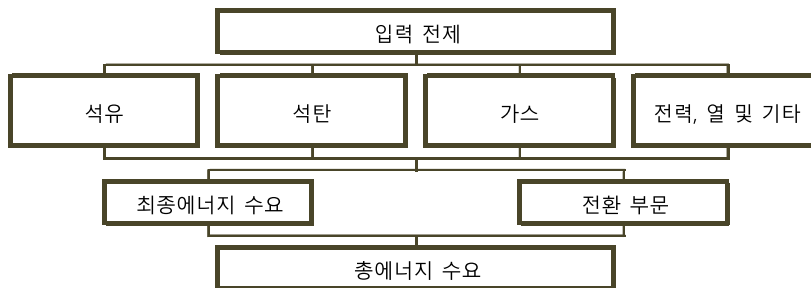 입력 전제
석유
석탄
가스
전력, 열 및 기타
최종에너지 수요
전환 부문
총에너지 수요